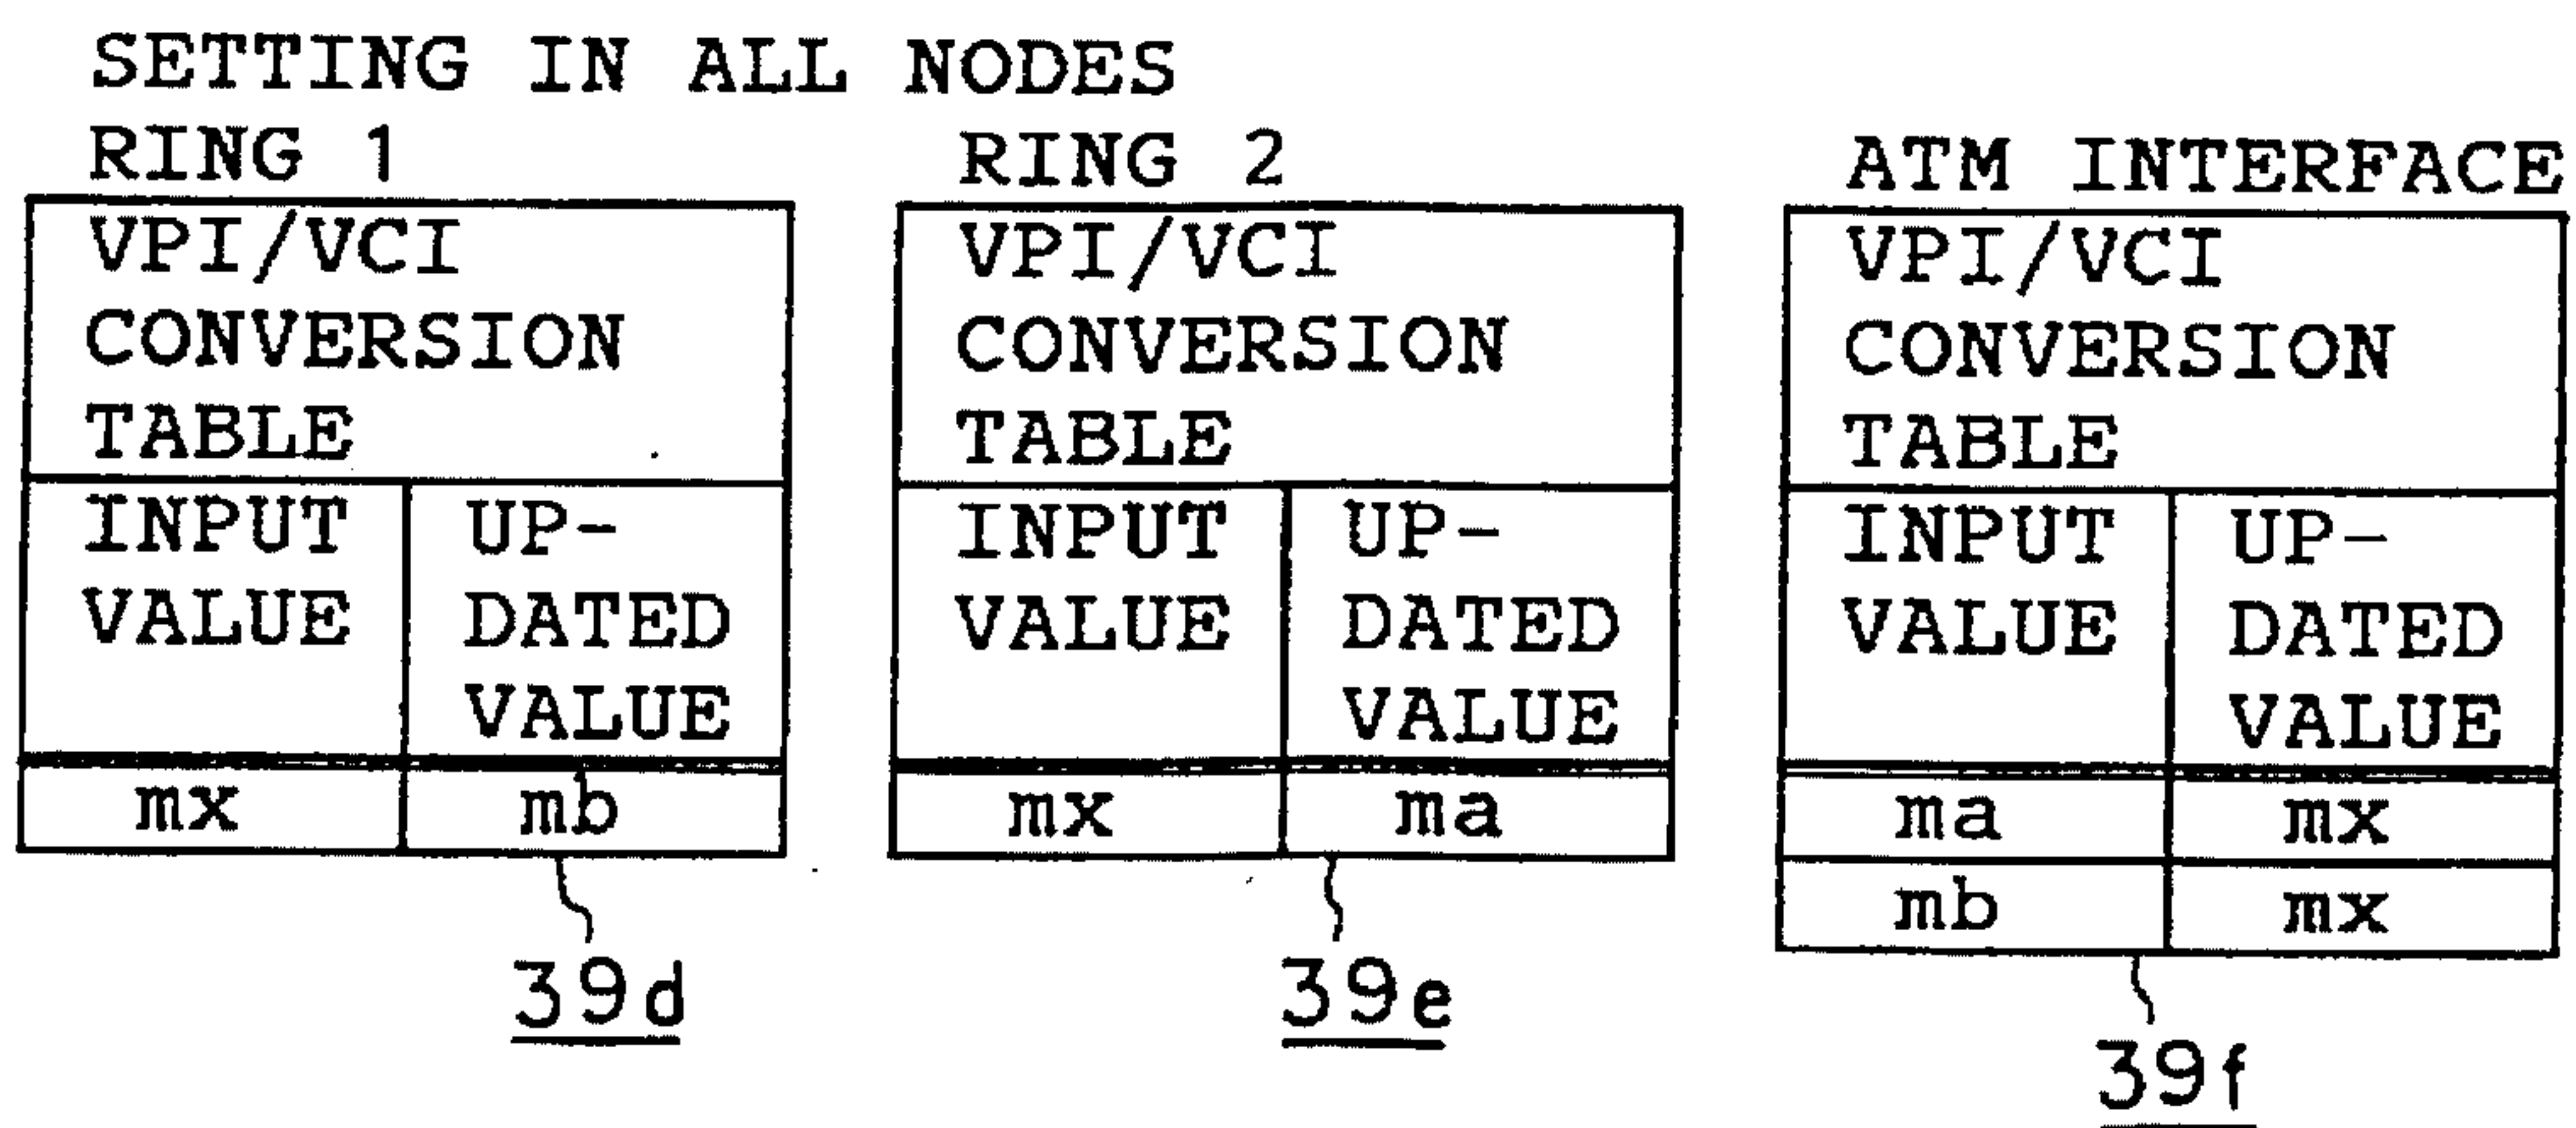 SETTING IN ALL NODES
RING 1
VPI/VCI
CONVERSION
TABLE
INPUT
VALUE
UP-
DATED
VALUE
mx
mb
39d
RING 2
VPI/VCI
CONVERSION
TABLE
INPUT
VALUE
UP-
DATED
VALUE
mx
ma
39e
ATM INTERFACE
VPI/VCI
CONVERSION
TABLE
INPUT
VALUE
UP-
DATED
VALUE
ma
mx
mb
mx
39f